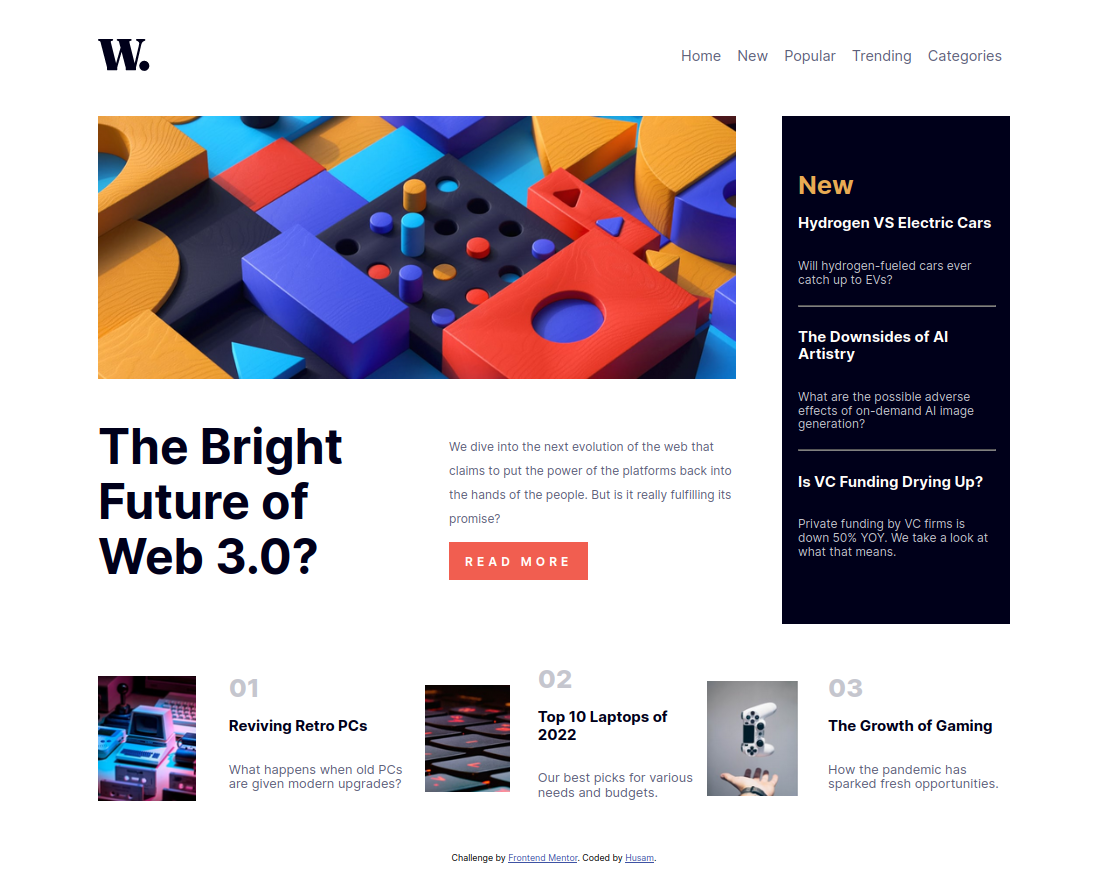 W.
Home New Popular Trending Categories
The Bright
Future of
Web 3.0?
We dive into the next evolution of the web that
claims to put the power of the platforms back into
the hands of the people. But is it really fulfilling its
promise?
READ MORE
New
Hydrogen VS Electric Cars
Will hydrogen-fueled cars ever
catch up to EVs?
The Downsides of AI
Artistry
What are the possible adverse
effects of on-demand AI image
generation?
Is VC Funding Drying Up?
Private funding by VC firms is
down 50% YOY. We take a look at
what that means.
01
Reviving Retro PCs
What happens when old PCs
are given modern upgrades?
02
Top 10 Laptops of
2022
Our best picks for various
needs and budgets.
03
The Growth of Gaming
How the pandemic has
sparked fresh opportunities.
Challenge by Frontend Mentor. Coded by Husam.